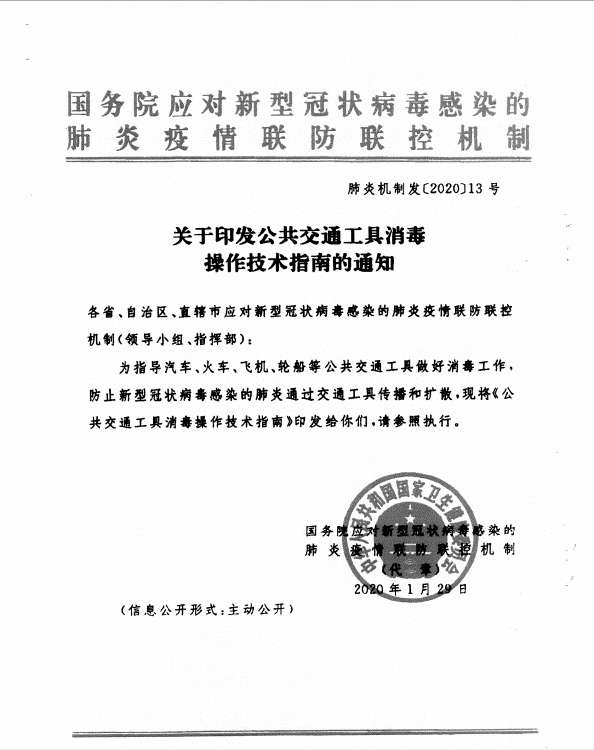 国务院应对新型冠状病毒感染的
肺炎疫情联防联控机制
肺炎机制发〔2020〕13号
关于印发公共交通工具消毒
操作技术指南的通知
各省、自治区、直辖市应对新型冠状病毒感染的肺炎疫情联防联控
机制(领导小组、指挥部):
为指导汽车、火车、飞机、轮船等公共交通工具做好消毒工作,
防止新型冠状病毒感染的肺炎通过交通工具传播和扩散,现将《公
共交通工具消毒操作技术指南》印发给你们,请参照执行。
中华人民共和国国家卫生健康委员会
国务院应对新型冠状病毒感染的
肺炎疫情联防联控机制
(代章)
2020年1月29日
(信息公开形式:主动公开)